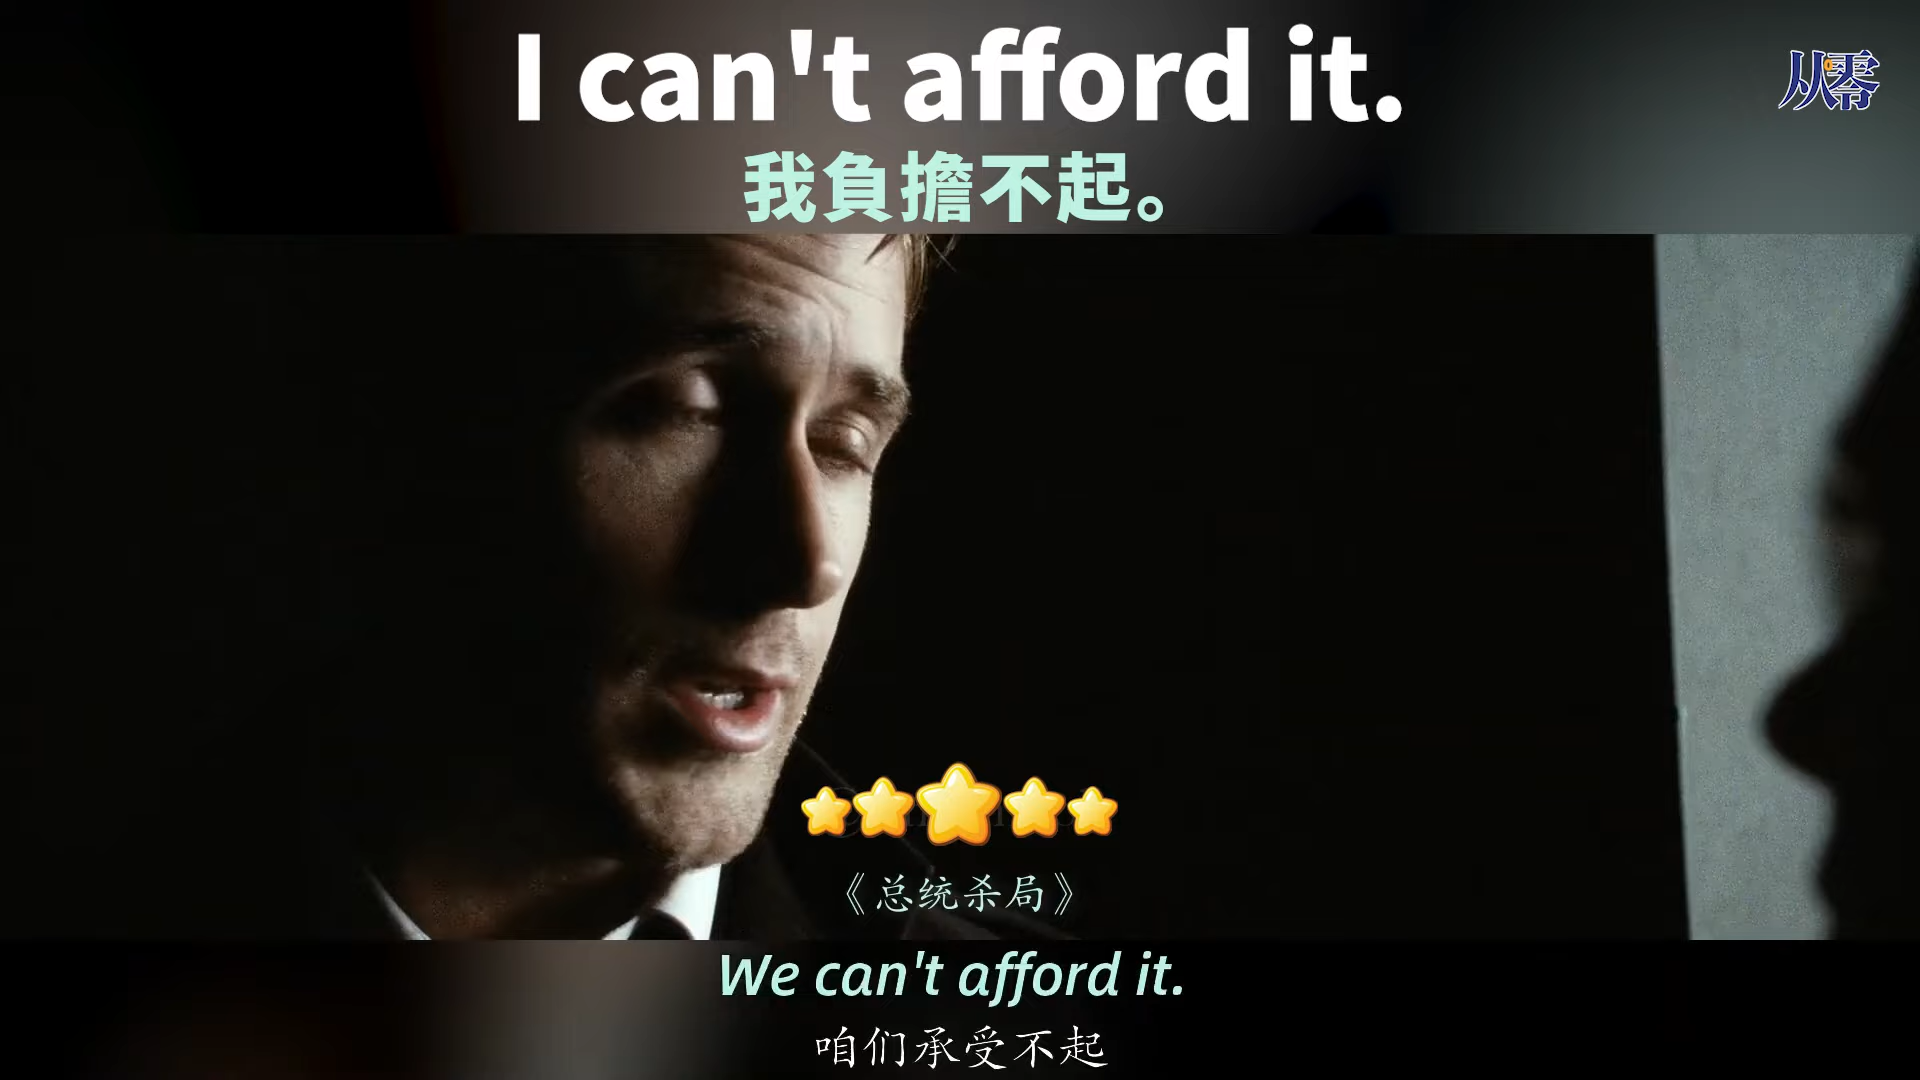 I can't afford it.
从零
我負擔不起。
《总统杀局》
We can't afford it.
咱们承受不起